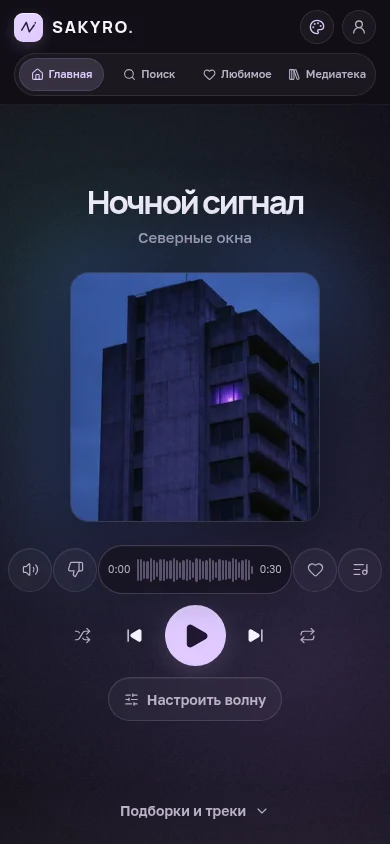 SAKYRO.
Главная
Поиск
Любимое
Медиатека
Ночной сигнал
Северные окна
0:00
0:30
Настроить волну
Подборки и треки